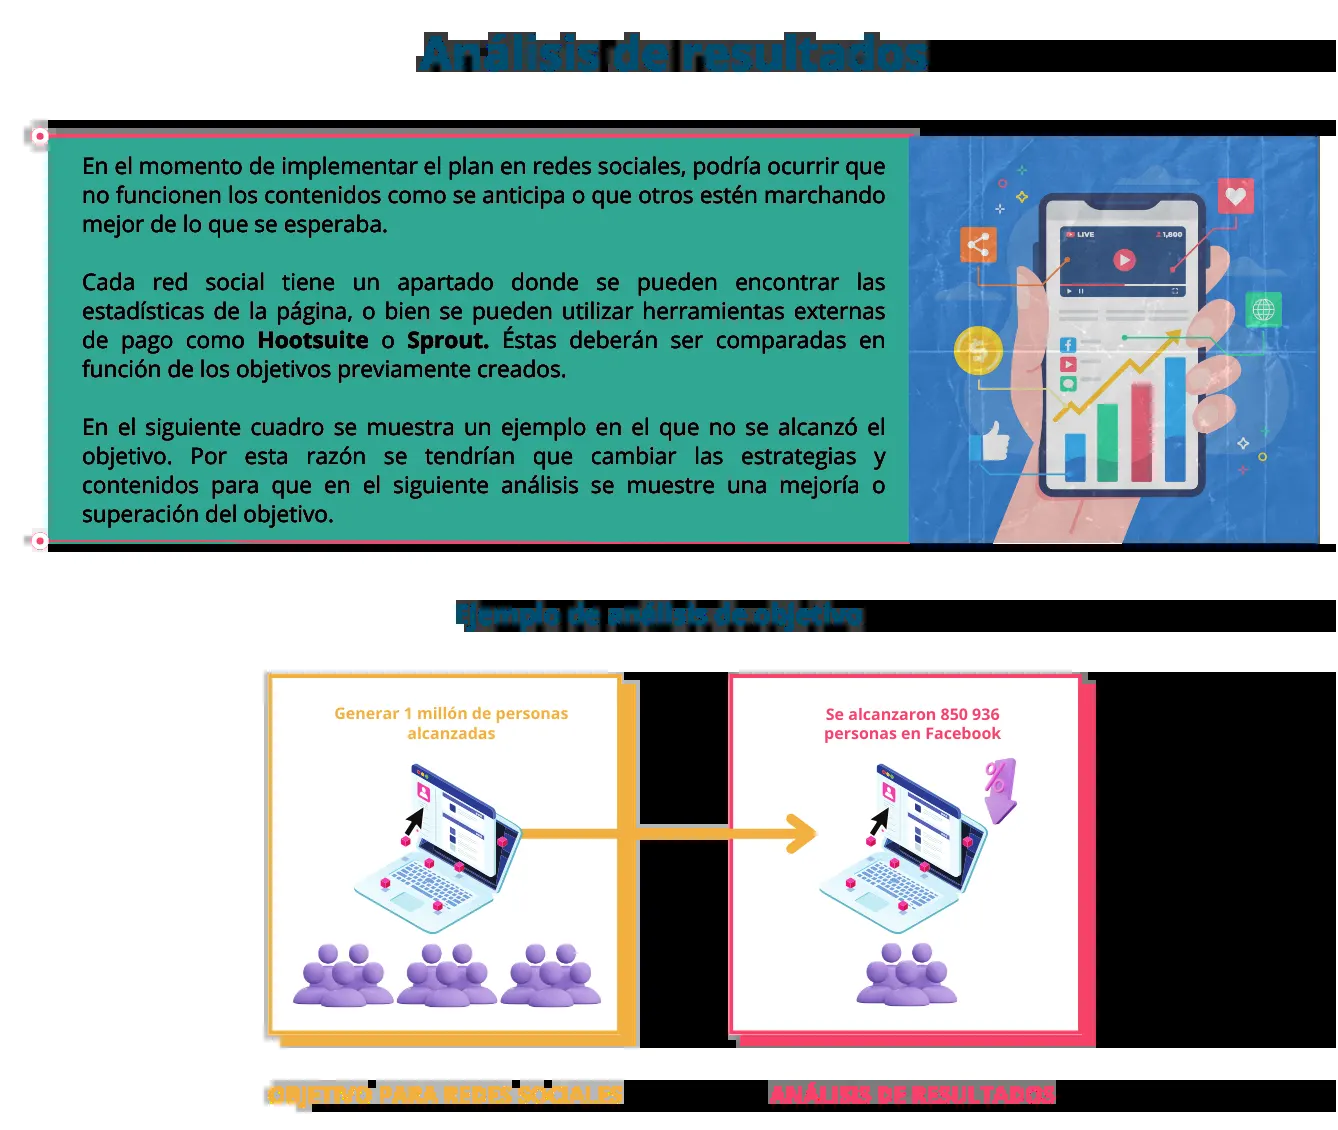 Análisis de resultados
En el momento de implementar el plan en redes sociales, podría ocurrir que
no funcionen los contenidos como se anticipa o que otros estén marchando
mejor de lo que se esperaba.
Cada red social tiene un apartado donde se pueden encontrar las
estadísticas de la página, o bien se pueden utilizar herramientas externas
de pago como Hootsuite o Sprout. Éstas deberán ser comparadas en
función de los objetivos previamente creados.
En el siguiente cuadro se muestra un ejemplo en el que no se alcanzó el
objetivo. Por esta razón se tendrían que cambiar las estrategias y
contenidos para que en el siguiente análisis se muestre una mejoría o
superación del objetivo.
LIVE
1,800
Ejemplo de análisis de objetivo
Generar 1 millón de personas
alcanzadas
Se alcanzaron 850 936
personas en Facebook
%
OBJETIVO PARA REDES SOCIALES
ANÁLISIS DE RESULTADOS